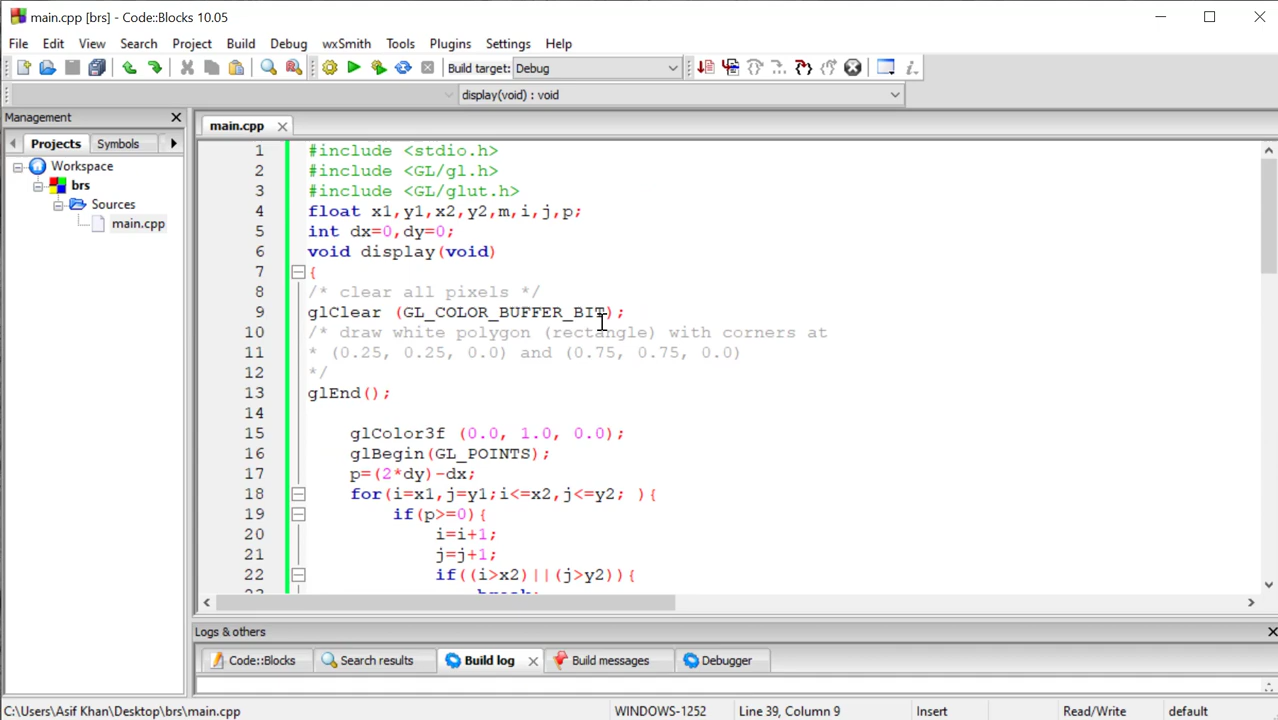 main.cpp [brs] - Code::Blocks 10.05
File Edit View Search Project Build Debug wxSmith Tools Plugins Settings Help
Build target: Debug
display(void) : void
Management
main.cpp
Projects Symbols
Workspace
brs
Sources
main.cpp
1 #include <stdio.h>
2 #include <GL/gl.h>
3 #include <GL/glut.h>
4 float x1,y1,x2,y2,m,i,j,p;
5 int dx=0,dy=0;
6 void display(void)
7 {
8 /* clear all pixels */
9 glClear (GL_COLOR_BUFFER_BIT);
10 /* draw white polygon (rectangle) with corners at
11 * (0.25, 0.25, 0.0) and (0.75, 0.75, 0.0)
12 */
13 glEnd();
14
15 glColor3f (0.0, 1.0, 0.0);
16 glBegin(GL_POINTS);
17 p=(2*dy)-dx;
18 for(i=x1,j=y1;i<=x2,j<=y2; ){
19 if(p>=0){
20 i=i+1;
21 j=j+1;
22 if((i>x2)||(j>y2)){
23 break;
Logs & others
Code::Blocks Search results Build log Build messages Debugger
C:\Users\Asif Khan\Desktop\brs\main.cpp WINDOWS-1252 Line 39, Column 9 Insert Read/Write default